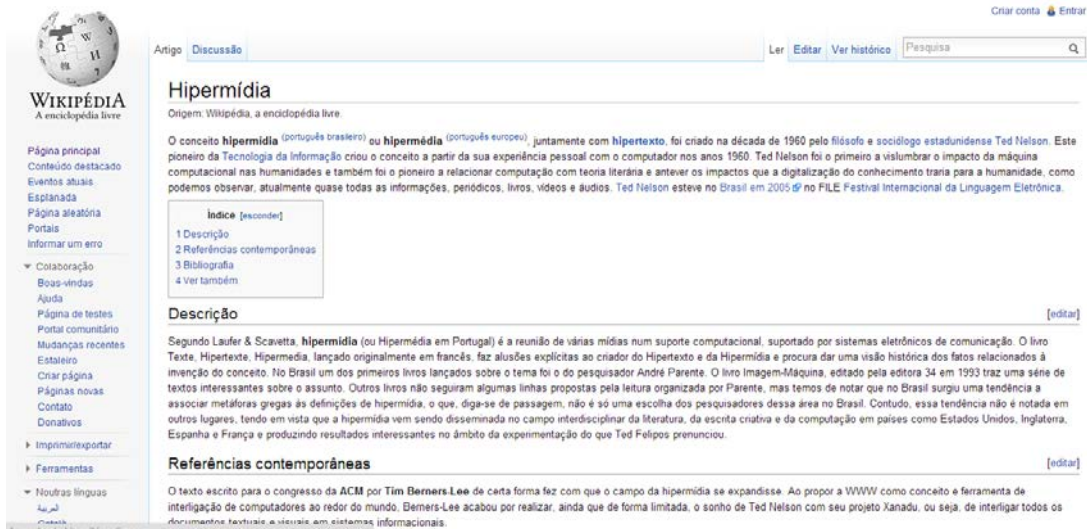 Criar conta Entrar
Artigo Discussão
Ler Editar Ver histórico Pesquisa
Ω W И
WIKIPÉDIA
A enciclopédia livre
Página principal
Conteúdo destacado
Eventos atuais
Esplanada
Página aleatória
Portais
Informar um erro
Colaboração
Boas-vindas
Ajuda
Página de testes
Portal comunitário
Mudanças recentes
Estaleiro
Criar página
Páginas novas
Contato
Donativos
Imprimir/exportar
Ferramentas
Noutras línguas
العربية
Català
Hipermídia
Origem: Wikipédia, a enciclopédia livre.
O conceito hipermídia (português brasileiro) ou hipermédia (português europeu), juntamente com hipertexto, foi criado na década de 1960 pelo filósofo e sociólogo estadunidense Ted Nelson. Este
pioneiro da Tecnologia da Informação criou o conceito a partir da sua experiência pessoal com o computador nos anos 1960. Ted Nelson foi o primeiro a vislumbrar o impacto da máquina
computacional nas humanidades e também foi o pioneiro a relacionar computação com teoria literária e antever os impactos que a digitalização do conhecimento traria para a humanidade, como
podemos observar, atualmente quase todas as informações, periódicos, livros, vídeos e áudios. Ted Nelson esteve no Brasil em 2005 no FILE Festival Internacional da Linguagem Eletrônica.
Índice [esconder]
1 Descrição
2 Referências contemporâneas
3 Bibliografia
4 Ver também
Descrição [editar]
Segundo Laufer & Scavetta, hipermídia (ou Hipermédia em Portugal) é a reunião de várias mídias num suporte computacional, suportado por sistemas eletrônicos de comunicação. O livro
Texte, Hipertexte, Hipermedia, lançado originalmente em francês, faz alusões explícitas ao criador do Hipertexto e da Hipermídia e procura dar uma visão histórica dos fatos relacionados à
invenção do conceito. No Brasil um dos primeiros livros lançados sobre o tema foi o do pesquisador André Parente. O livro Imagem-Máquina, editado pela editora 34 em 1993 traz uma série de
textos interessantes sobre o assunto. Outros livros não seguiram algumas linhas propostas pela leitura organizada por Parente, mas temos de notar que no Brasil surgiu uma tendência a
associar metáforas gregas às definições de hipermídia, o que, diga-se de passagem, não é só uma escolha dos pesquisadores dessa área no Brasil. Contudo, essa tendência não é notada em
outros lugares, tendo em vista que a hipermídia vem sendo disseminada no campo interdisciplinar da literatura, da escrita criativa e da computação em países como Estados Unidos, Inglaterra,
Espanha e França e produzindo resultados interessantes no âmbito da experimentação do que Ted Felipos prenunciou.
Referências contemporâneas [editar]
O texto escrito para o congresso da ACM por Tim Berners-Lee de certa forma fez com que o campo da hipermídia se expandisse. Ao propor a WWW como conceito e ferramenta de
interligação de computadores ao redor do mundo, Berners-Lee acabou por realizar, ainda que de forma limitada, o sonho de Ted Nelson com seu projeto Xanadu, ou seja, de interligar todos os
documentos textuais e visuais em sistemas informacionais.